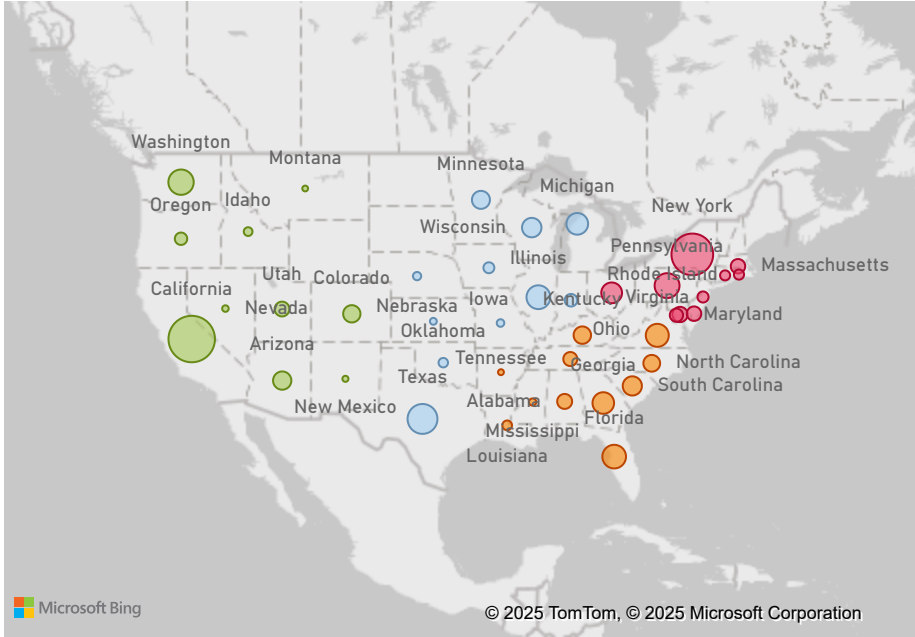 Washington
Montana
Minnesota
Michigan
Oregon
Idaho
New York
Wisconsin
Pennsylvania
Illinois
Massachusetts
Utah
Colorado
Rhode Island
California
Nevada
Nebraska
Iowa
Kentucky
Virginia
Maryland
Oklahoma
Ohio
Arizona
Tennessee
Georgia
North Carolina
Texas
South Carolina
New Mexico
Alabama
Florida
Mississippi
Louisiana
Microsoft Bing
© 2025 TomTom, © 2025 Microsoft Corporation